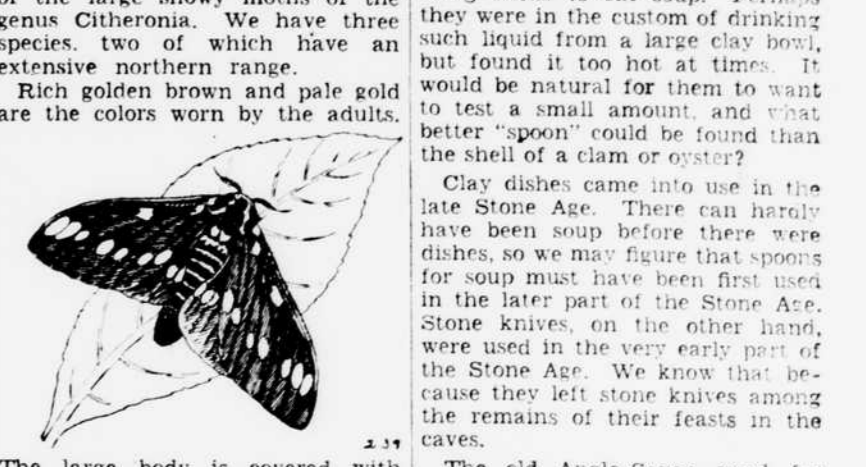 of the large showy moths of the
genus Citheronia. We have three
species. two of which have an
extensive northern range.
Rich golden brown and pale gold
are the colors worn by the adults.
239
The large body is covered with
they were in the custom of drinking
such liquid from a large clay bowl,
but found it too hot at times. It
would be natural for them to want
to test a small amount, and what
better "spoon" could be found than
the shell of a clam or oyster?
Clay dishes came into use in the
late Stone Age. There can hardly
have been soup before there were
dishes, so we may figure that spoons
for soup must have been first used
in the later part of the Stone Age.
Stone knives, on the other hand,
were used in the very early part of
the Stone Age. We know that be-
cause they left stone knives among
the remains of their feasts in the
caves.
The old